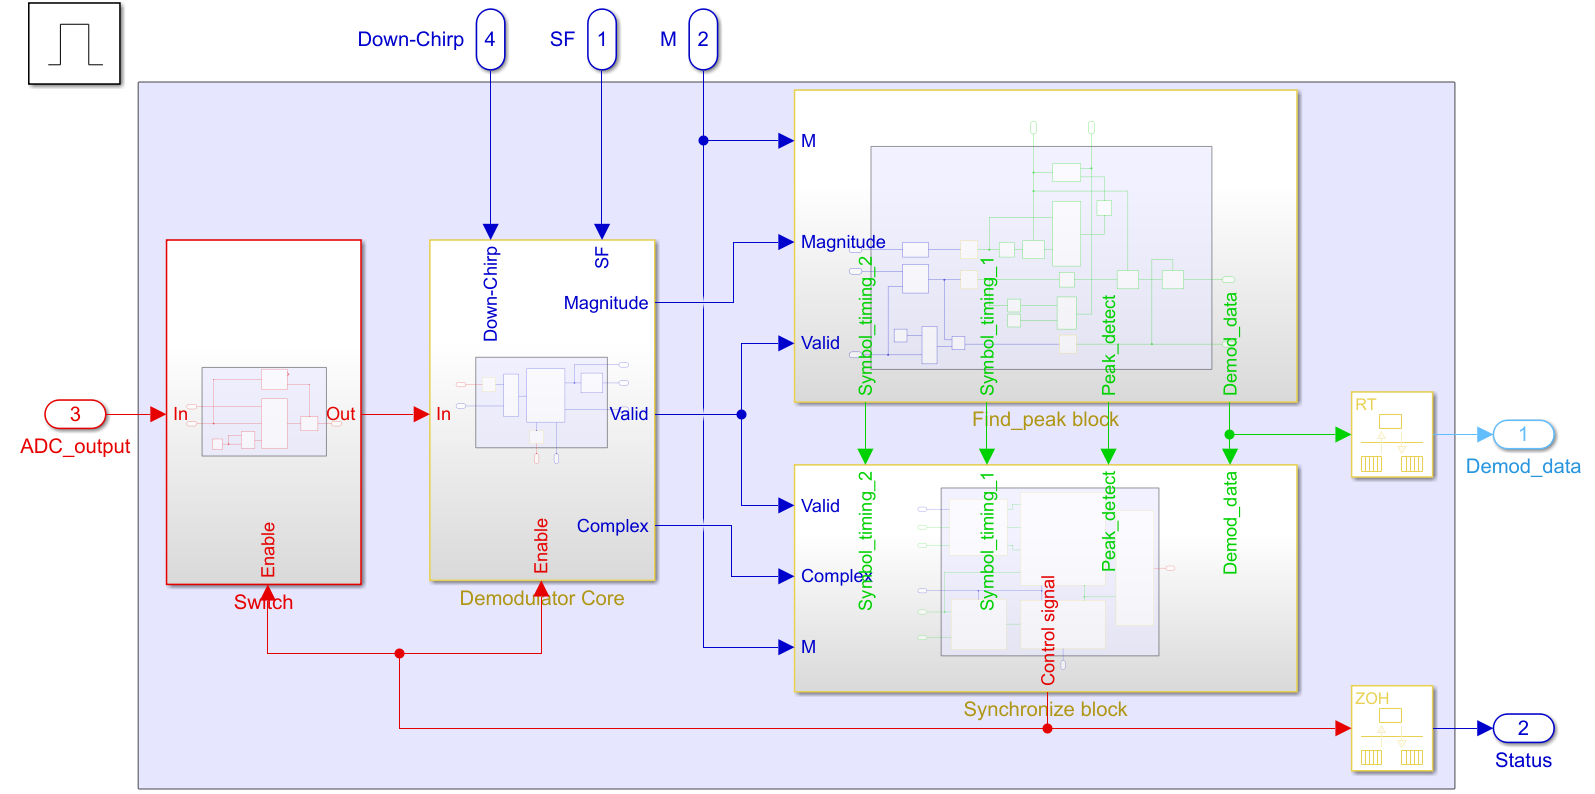 Down-Chirp 4
SF 1
M 2
M
Magnitude
Valid
Symbol_timing_2
Symbol_timing_1
Peak_detect
Demod_data
Find_peak block
Down-Chirp
SF
Magnitude
In
Valid
Complex
Enable
Demodulator Core
3
ADC_output
In
Out
Enable
Switch
Valid
Complex
M
Symbol_timing_2
Symbol_timing_1
Peak_detect
Demod_data
Control signal
Synchronize block
RT
1
Demod_data
ZOH
2
Status